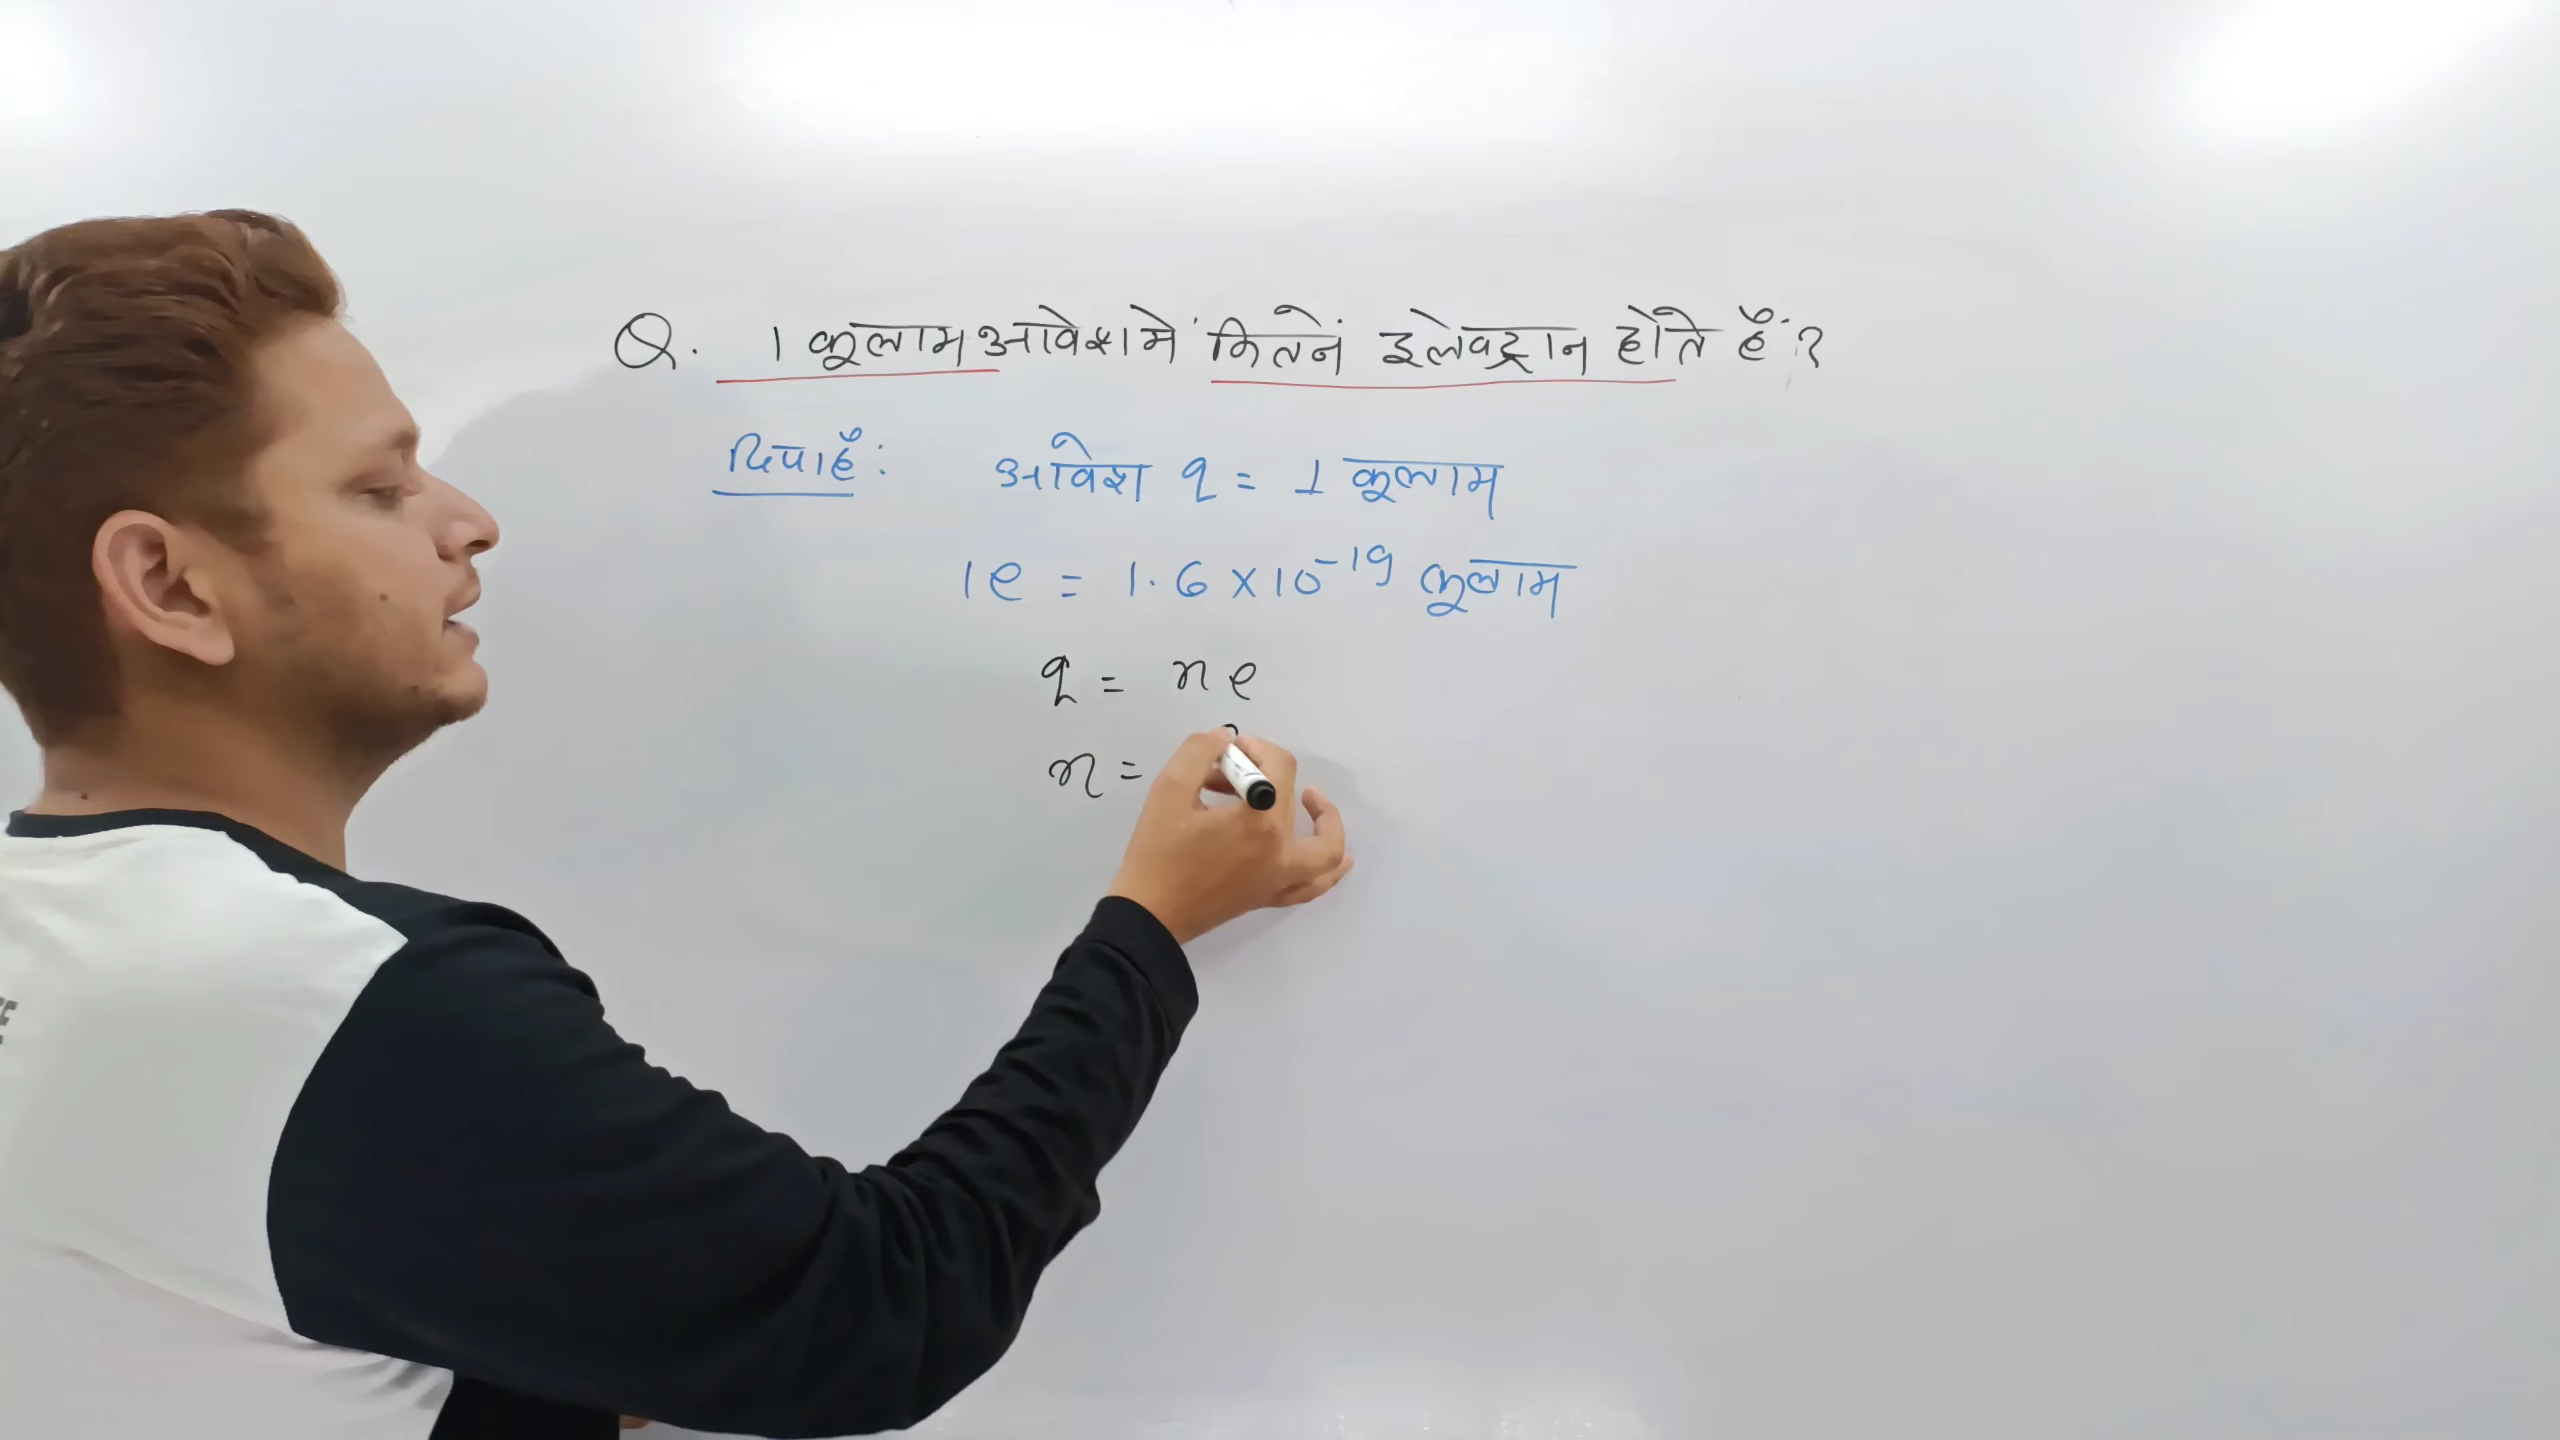 Q. 1 कूलाम आवेश में कितनें इलेक्ट्रान होते हैं ?
दिया हैं : आवेश q = 1 कूलाम
1e = 1.6 × 10⁻¹⁹ कूलाम
q = ne
n =